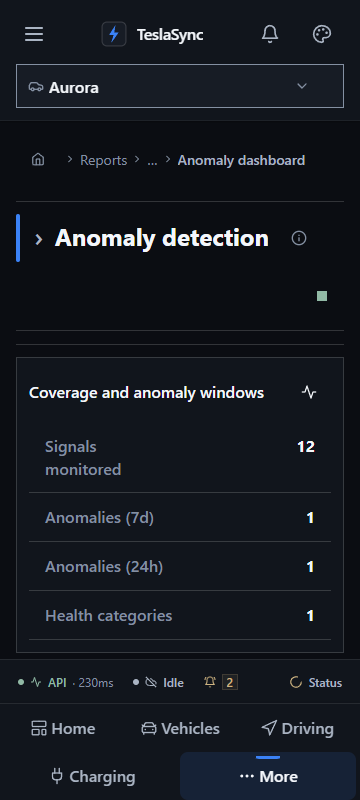 TeslaSync
Aurora
Reports
...
Anomaly dashboard
Anomaly detection
Coverage and anomaly windows
Signals monitored 12
Anomalies (7d) 1
Anomalies (24h) 1
Health categories 1
API · 230ms Idle 2 Status
Home Vehicles Driving
Charging More